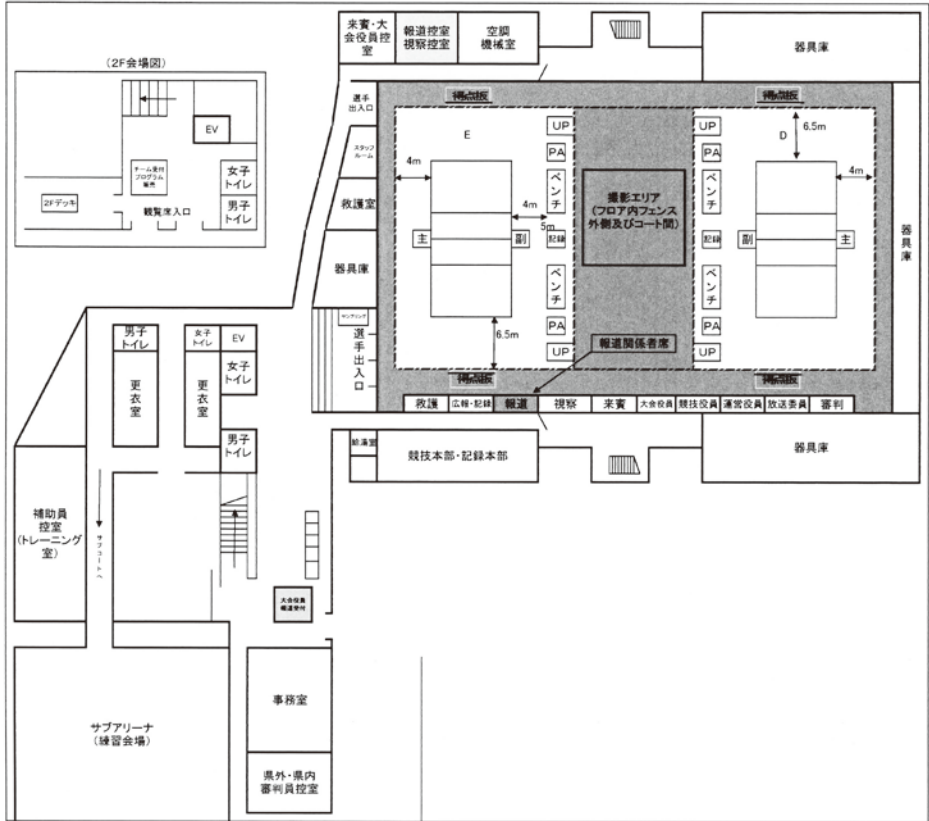 (2F会場図)
EV
チーム受付
プログラム
販売
女子
トイレ
男子
トイレ
2Fデッキ
観覧席入口
来賓・大
会役員控
室
報道控室
視察控室
空調
機械室
器具庫
選手
出入口
スタッフ
ルーム
救護室
器具庫
選手出入口
得点板
得点板
E
D
UP
PA
ベンチ
記録
ベンチ
PA
UP
UP
PA
ベンチ
記録
ベンチ
PA
UP
4m
4m
5m
6.5m
6.5m
4m
主
副
副
主
撮影エリア
(フロア内フェンス
外側及びコート間)
報道関係者席
得点板
得点板
器具庫
救護
広報・記録
報道
視察
来賓
大会役員
競技役員
運営役員
放送委員
審判
給湯室
競技本部・記録本部
器具庫
男子
トイレ
女子
トイレ
EV
更衣室
更衣室
女子
トイレ
男子
トイレ
補助員
控室
(トレーニング
室)
サブコートへ
大会役員
報道受付
事務室
サブアリーナ
(練習会場)
県外・県内
審判員控室